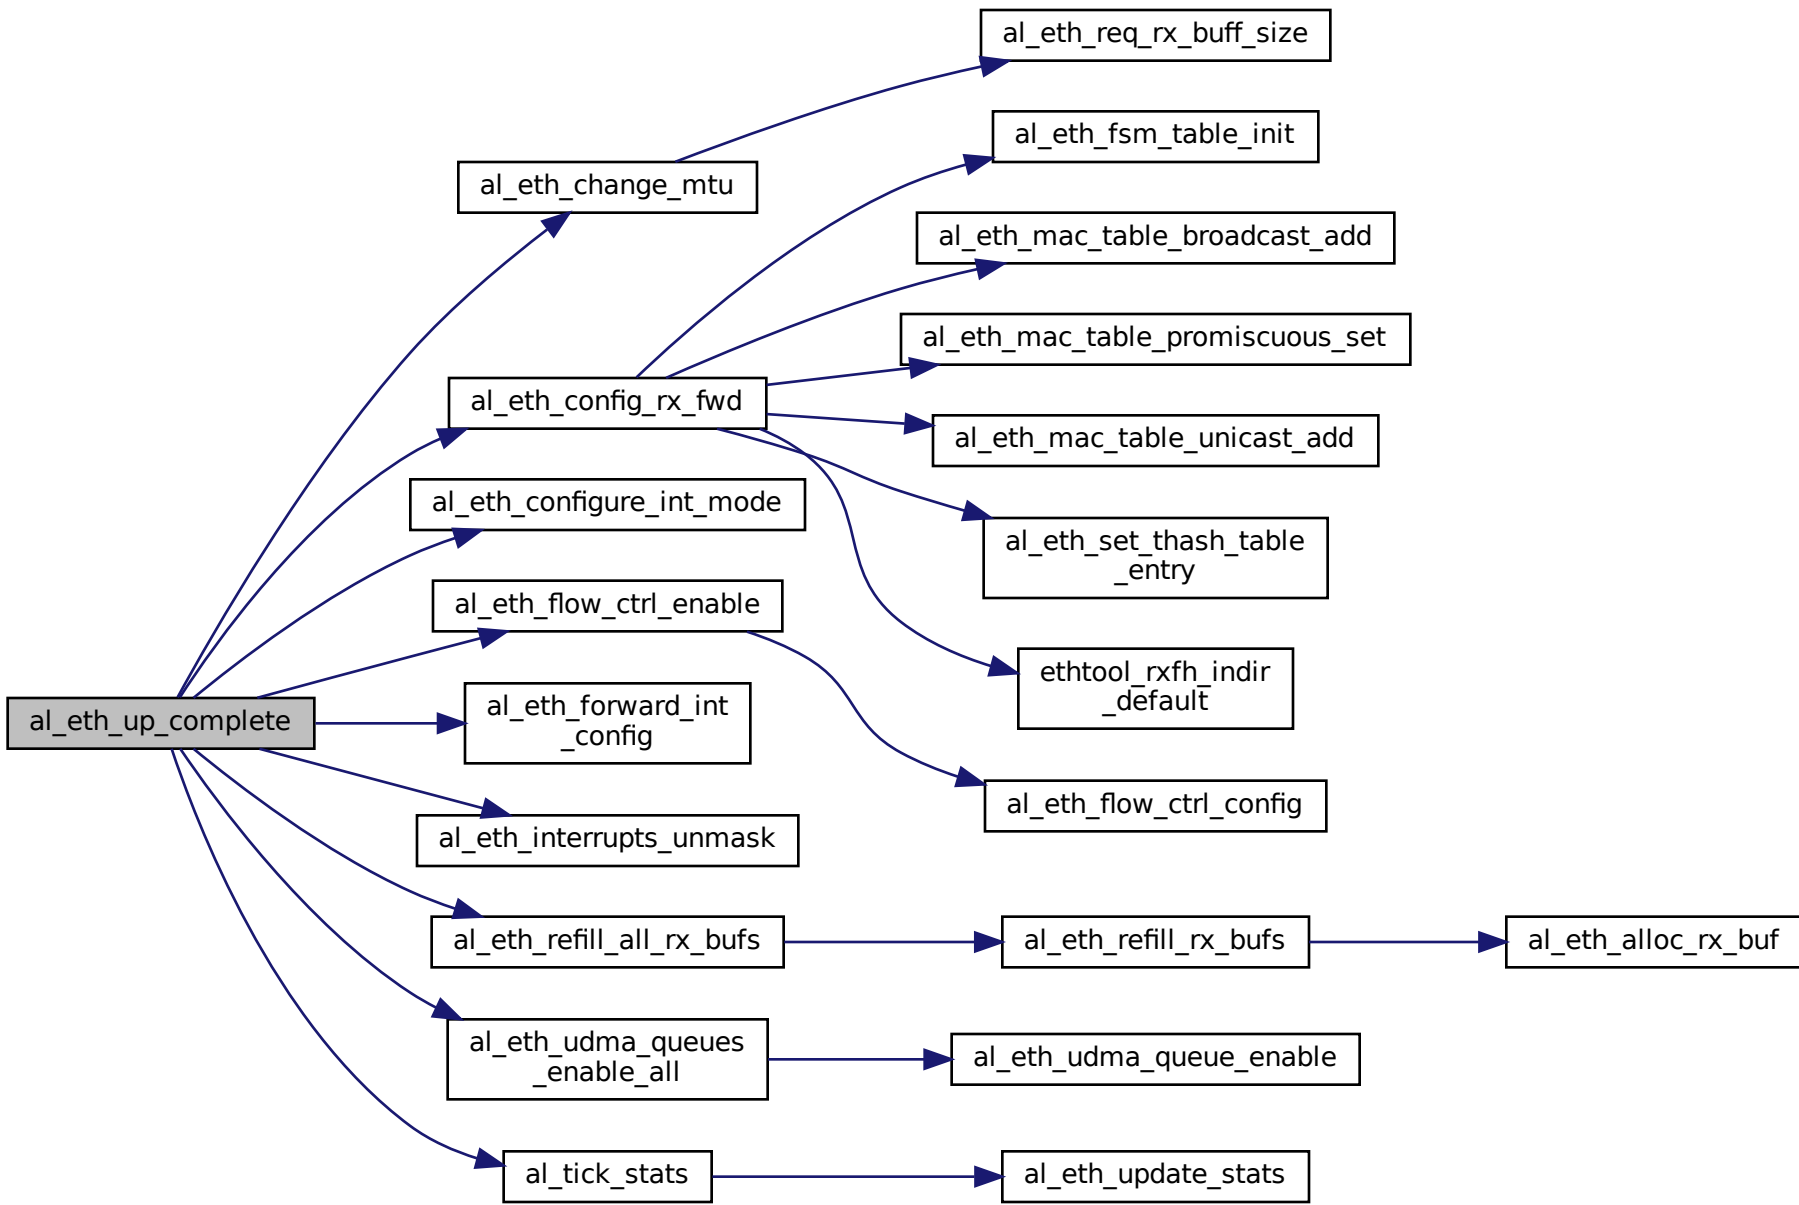 al_eth_req_rx_buff_size
al_eth_fsm_table_init
al_eth_change_mtu
al_eth_mac_table_broadcast_add
al_eth_mac_table_promiscuous_set
al_eth_config_rx_fwd
al_eth_mac_table_unicast_add
al_eth_configure_int_mode
al_eth_set_thash_table
_entry
al_eth_flow_ctrl_enable
ethtool_rxfh_indir
_default
al_eth_up_complete
al_eth_forward_int
_config
al_eth_flow_ctrl_config
al_eth_interrupts_unmask
al_eth_refill_all_rx_bufs
al_eth_refill_rx_bufs
al_eth_alloc_rx_buf
al_eth_udma_queues
_enable_all
al_eth_udma_queue_enable
al_tick_stats
al_eth_update_stats